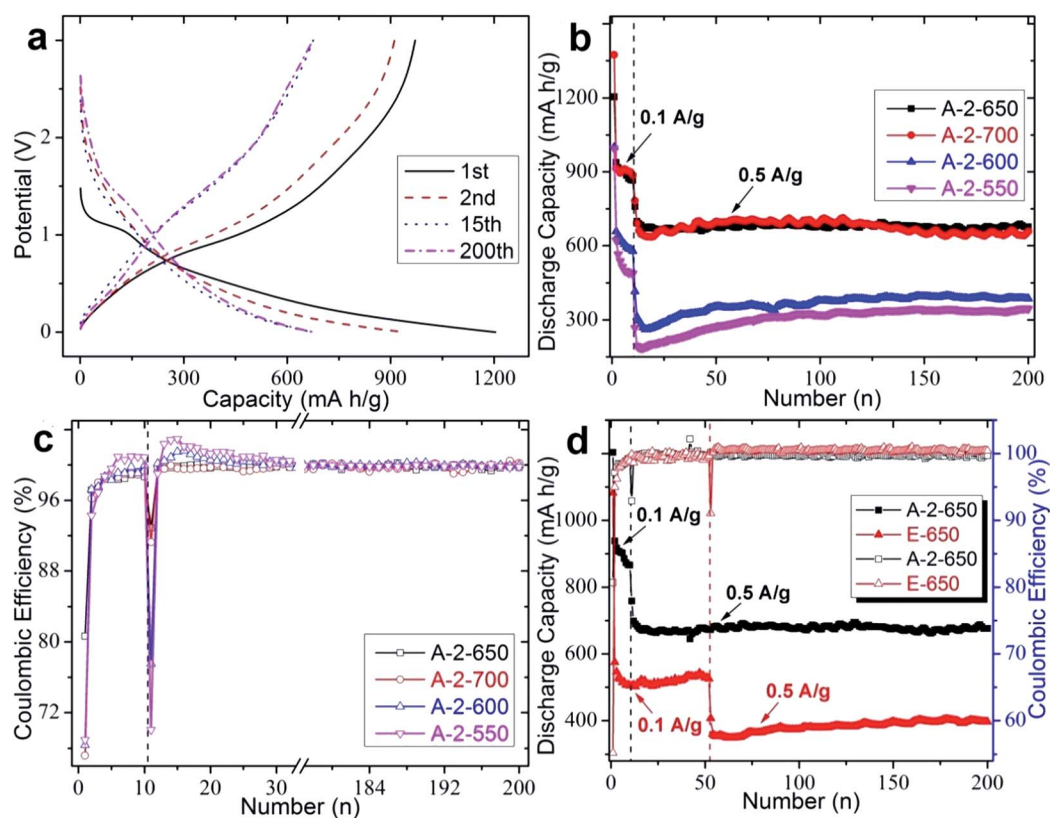 a
Potential (V)
2
1
0
1st
2nd
15th
200th
0 300 600 900 1200
Capacity (mA h/g)
b
Discharge Capacity (mA h/g)
1200
900
600
300
0.1 A/g
0.5 A/g
A-2-650
A-2-700
A-2-600
A-2-550
50 100 150 200
Number (n)
c
Coulombic Efficiency (%)
96
88
80
72
A-2-650
A-2-700
A-2-600
A-2-550
0 10 20 30 184 192 200
Number (n)
d
Discharge Capacity (mA h/g)
1000
800
600
400
0.1 A/g
0.5 A/g
0.1 A/g
0.5 A/g
A-2-650
E-650
A-2-650
E-650
100
90
80
70
60
Coulombic Efficiency (%)
0 50 100 150 200
Number (n)